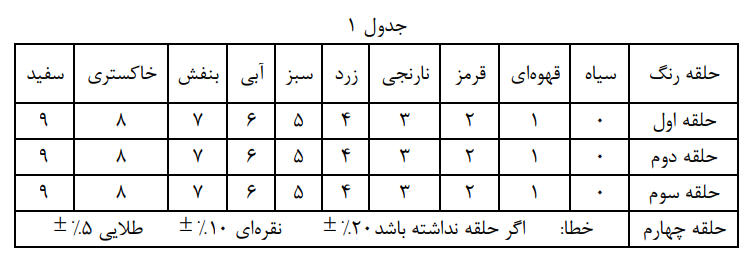 جدول ۱
حلقه رنگ سیاه قهوه‌ای قرمز نارنجی زرد سبز آبی بنفش خاکستری سفید
حلقه اول ۰ ۱ ۲ ۳ ۴ ۵ ۶ ۷ ۸ ۹
حلقه دوم ۰ ۱ ۲ ۳ ۴ ۵ ۶ ۷ ۸ ۹
حلقه سوم ۰ ۱ ۲ ۳ ۴ ۵ ۶ ۷ ۸ ۹
حلقه چهارم خطا: اگر حلقه نداشته باشد ۲۰٪ ± نقره‌ای ۱۰٪ ± طلایی ۵٪ ±